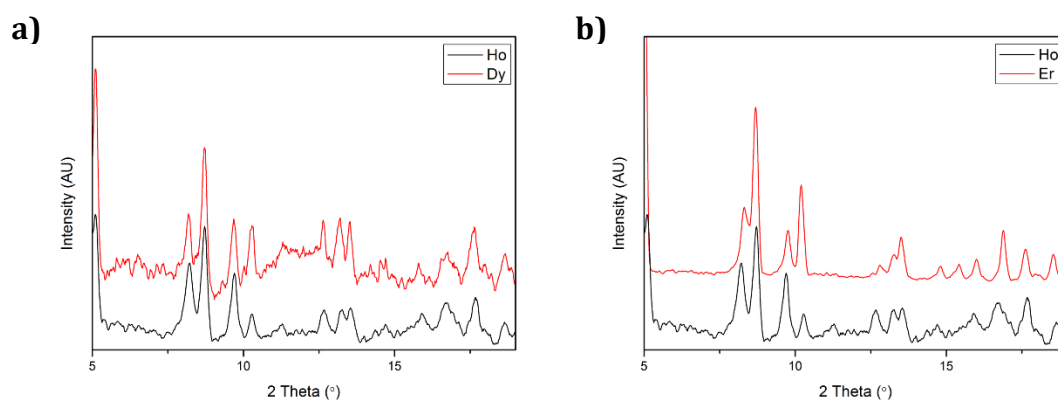 a)
Ho
Dy
Intensity (AU)
5
10
15
2 Theta (°)
b)
Ho
Er
Intensity (AU)
5
10
15
2 Theta (°)